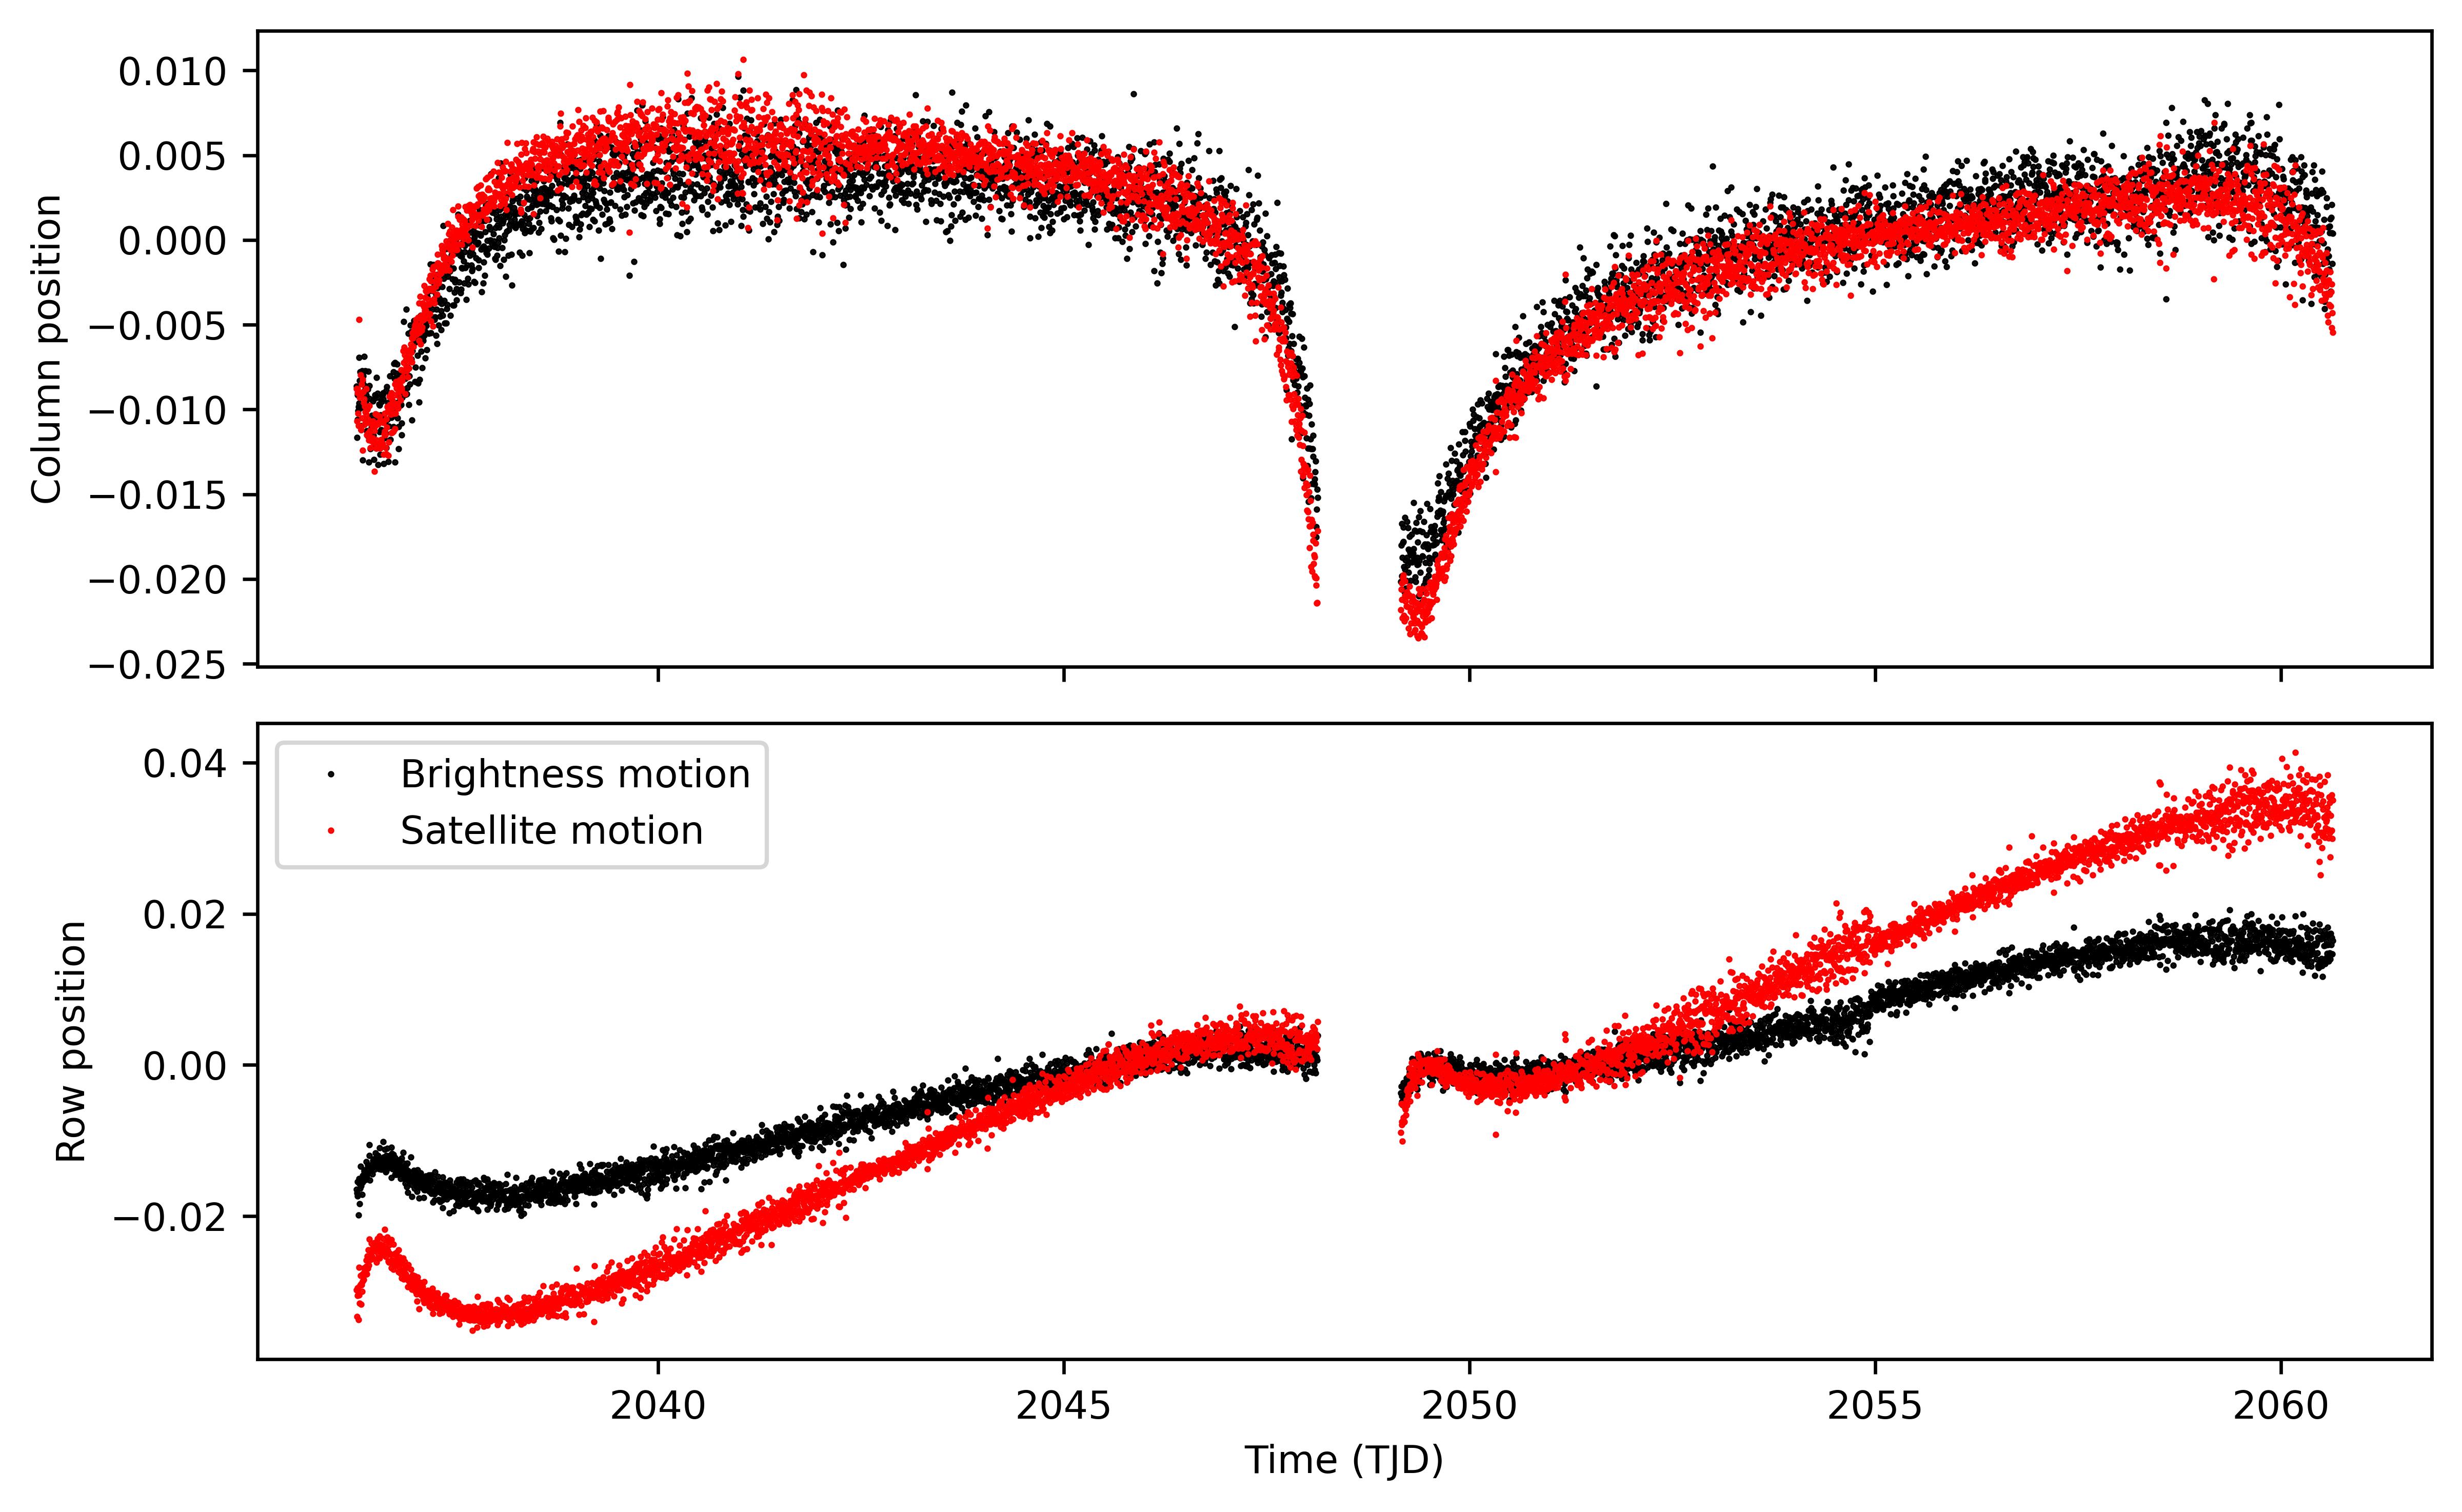 0.010
0.005
0.000
−0.005
−0.010
−0.015
−0.020
−0.025
Column position
0.04
0.02
0.00
−0.02
Row position
Brightness motion
Satellite motion
2040 2045 2050 2055 2060
Time (TJD)